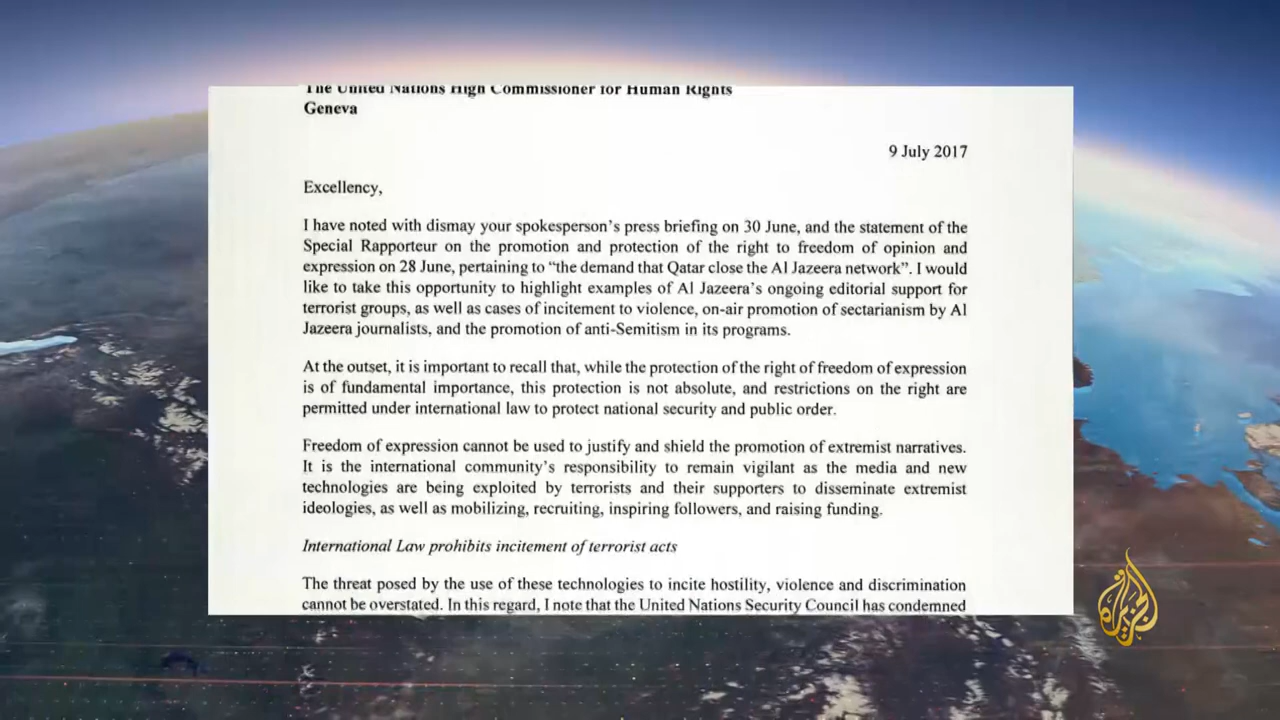 The United Nations High Commissioner for Human Rights
Geneva
9 July 2017
Excellency,
I have noted with dismay your spokesperson's press briefing on 30 June, and the statement of the
Special Rapporteur on the promotion and protection of the right to freedom of opinion and
expression on 28 June, pertaining to “the demand that Qatar close the Al Jazeera network”. I would
like to take this opportunity to highlight examples of Al Jazeera's ongoing editorial support for
terrorist groups, as well as cases of incitement to violence, on-air promotion of sectarianism by Al
Jazeera journalists, and the promotion of anti-Semitism in its programs.
At the outset, it is important to recall that, while the protection of the right of freedom of expression
is of fundamental importance, this protection is not absolute, and restrictions on the right are
permitted under international law to protect national security and public order.
Freedom of expression cannot be used to justify and shield the promotion of extremist narratives.
It is the international community's responsibility to remain vigilant as the media and new
technologies are being exploited by terrorists and their supporters to disseminate extremist
ideologies, as well as mobilizing, recruiting, inspiring followers, and raising funding.
International Law prohibits incitement of terrorist acts
The threat posed by the use of these technologies to incite hostility, violence and discrimination
cannot be overstated. In this regard, I note that the United Nations Security Council has condemned
الجزيرة